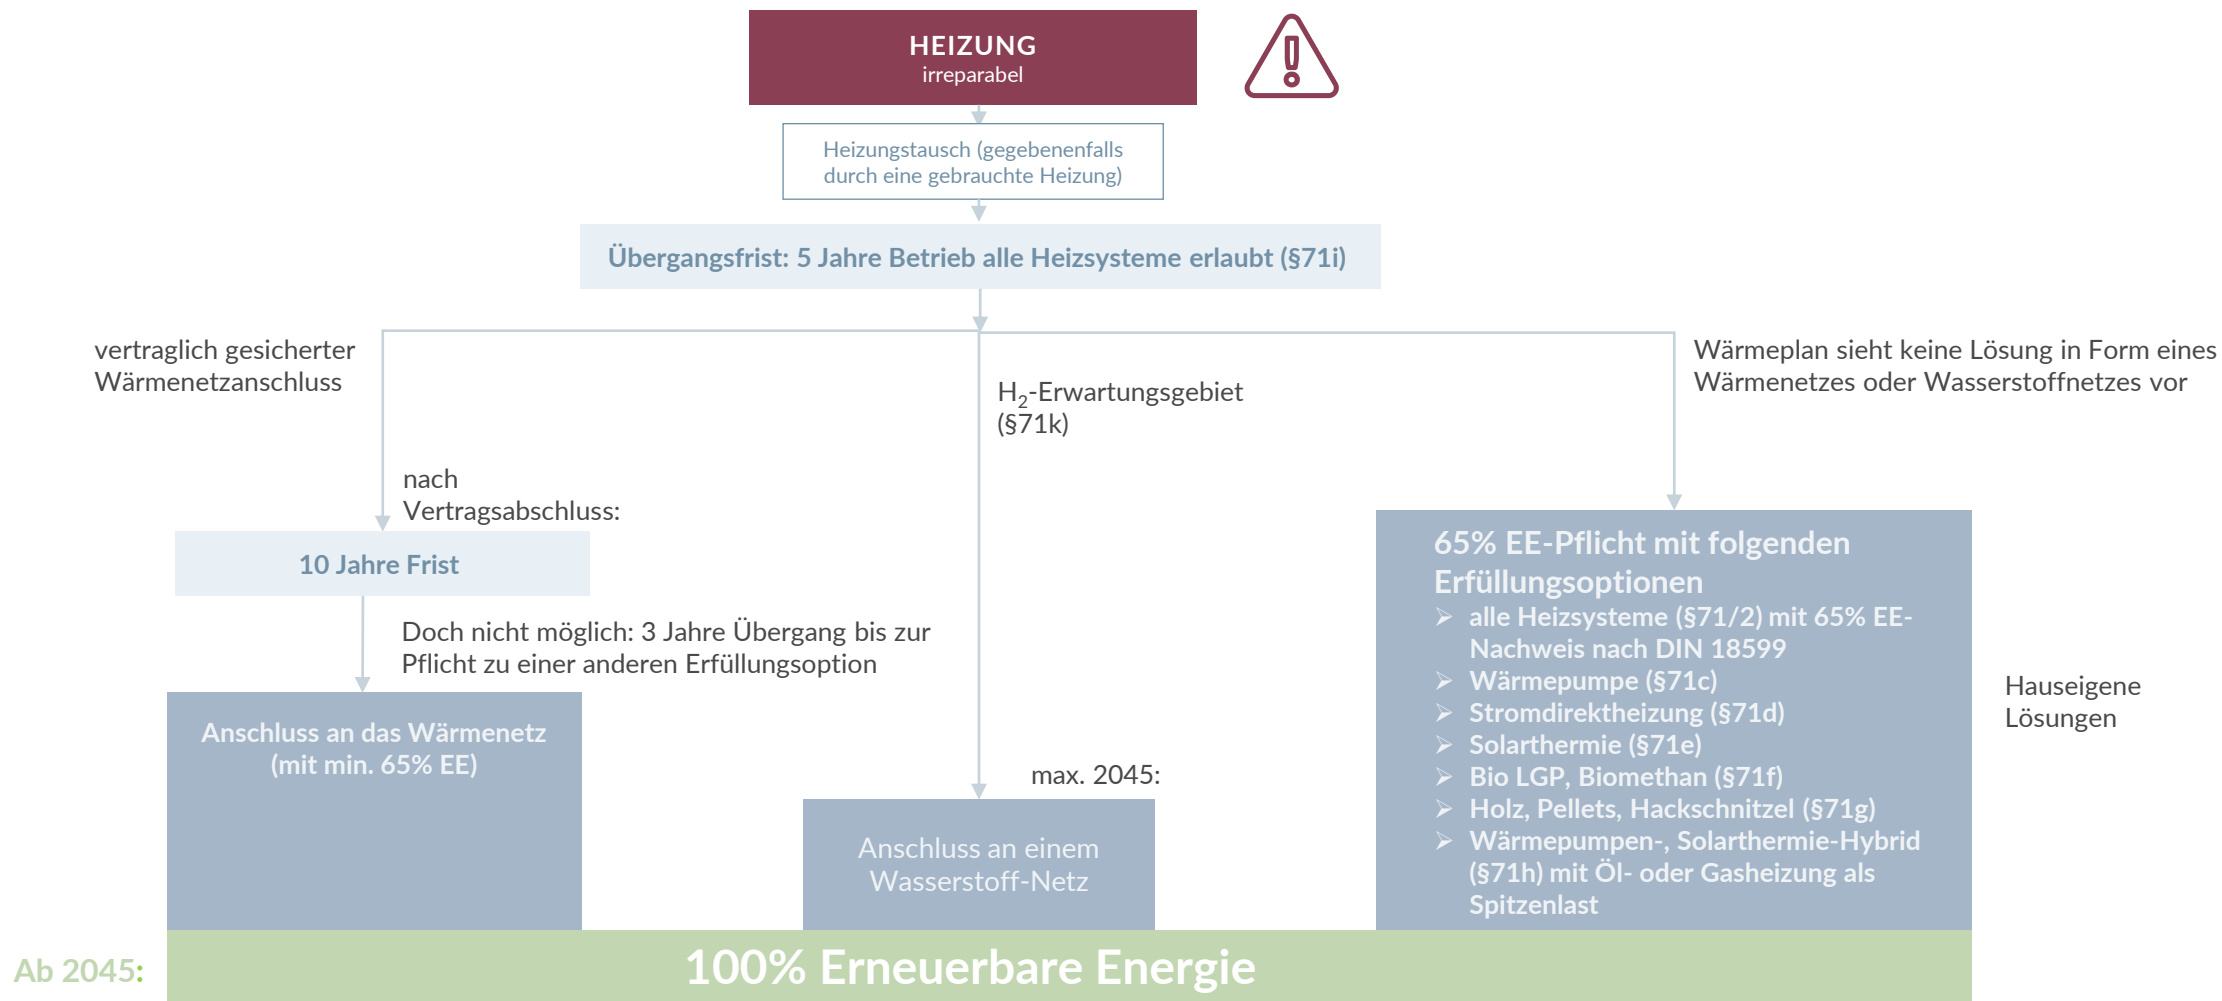 HEIZUNG
irreparabel
Heizungstausch (gegebenenfalls
durch eine gebrauchte Heizung)
Übergangsfrist: 5 Jahre Betrieb alle Heizsysteme erlaubt (§71i)
vertraglich gesicherter
Wärmenetzanschluss
H₂-Erwartungsgebiet
(§71k)
Wärmeplan sieht keine Lösung in Form eines
Wärmenetzes oder Wasserstoffnetzes vor
nach
Vertragsabschluss:
10 Jahre Frist
Doch nicht möglich: 3 Jahre Übergang bis zur
Pflicht zu einer anderen Erfüllungsoption
Anschluss an das Wärmenetz
(mit min. 65% EE)
max. 2045:
Anschluss an einem
Wasserstoff-Netz
65% EE-Pflicht mit folgenden
Erfüllungsoptionen
⮚ alle Heizsysteme (§71/2) mit 65% EE-
Nachweis nach DIN 18599
⮚ Wärmepumpe (§71c)
⮚ Stromdirektheizung (§71d)
⮚ Solarthermie (§71e)
⮚ Bio LGP, Biomethan (§71f)
⮚ Holz, Pellets, Hackschnitzel (§71g)
⮚ Wärmepumpen-, Solarthermie-Hybrid
(§71h) mit Öl- oder Gasheizung als
Spitzenlast
Hauseigene
Lösungen
Ab 2045:
100% Erneuerbare Energie